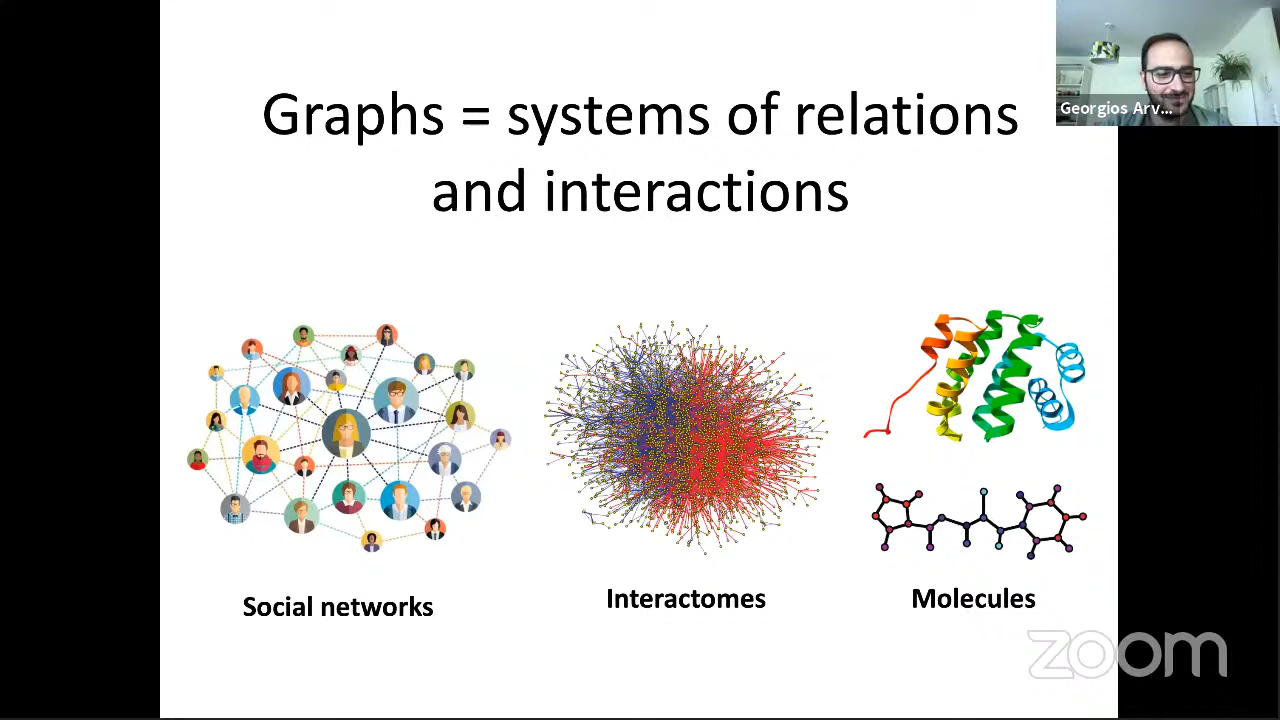 Graphs = systems of relations
and interactions
Georgios Arv...
Social networks
Interactomes
Molecules
zoom